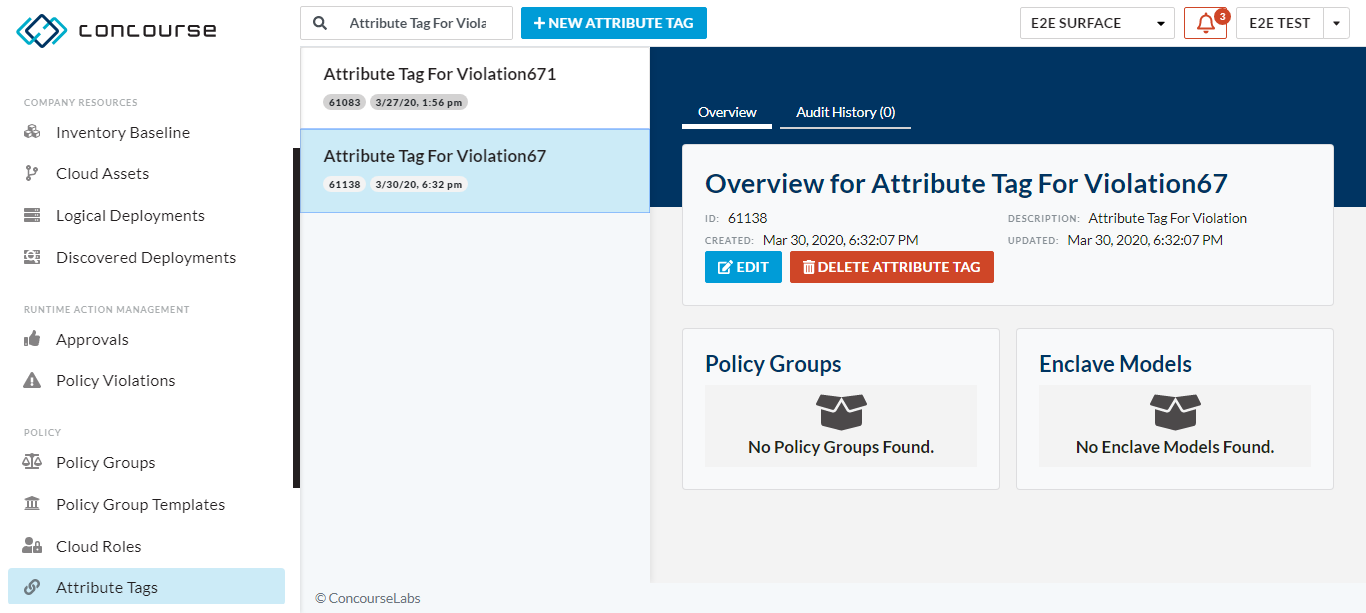 concourse
Attribute Tag For Viola
NEW ATTRIBUTE TAG
E2E SURFACE
3
E2E TEST
COMPANY RESOURCES
Inventory Baseline
Cloud Assets
Logical Deployments
Discovered Deployments
RUNTIME ACTION MANAGEMENT
Approvals
Policy Violations
POLICY
Policy Groups
Policy Group Templates
Cloud Roles
Attribute Tags
Attribute Tag For Violation671
61083 3/27/20, 1:56 pm
Attribute Tag For Violation67
61138 3/30/20, 6:32 pm
© ConcourseLabs
Overview Audit History (0)
Overview for Attribute Tag For Violation67
ID: 61138 DESCRIPTION: Attribute Tag For Violation
CREATED: Mar 30, 2020, 6:32:07 PM UPDATED: Mar 30, 2020, 6:32:07 PM
EDIT DELETE ATTRIBUTE TAG
Policy Groups
No Policy Groups Found.
Enclave Models
No Enclave Models Found.